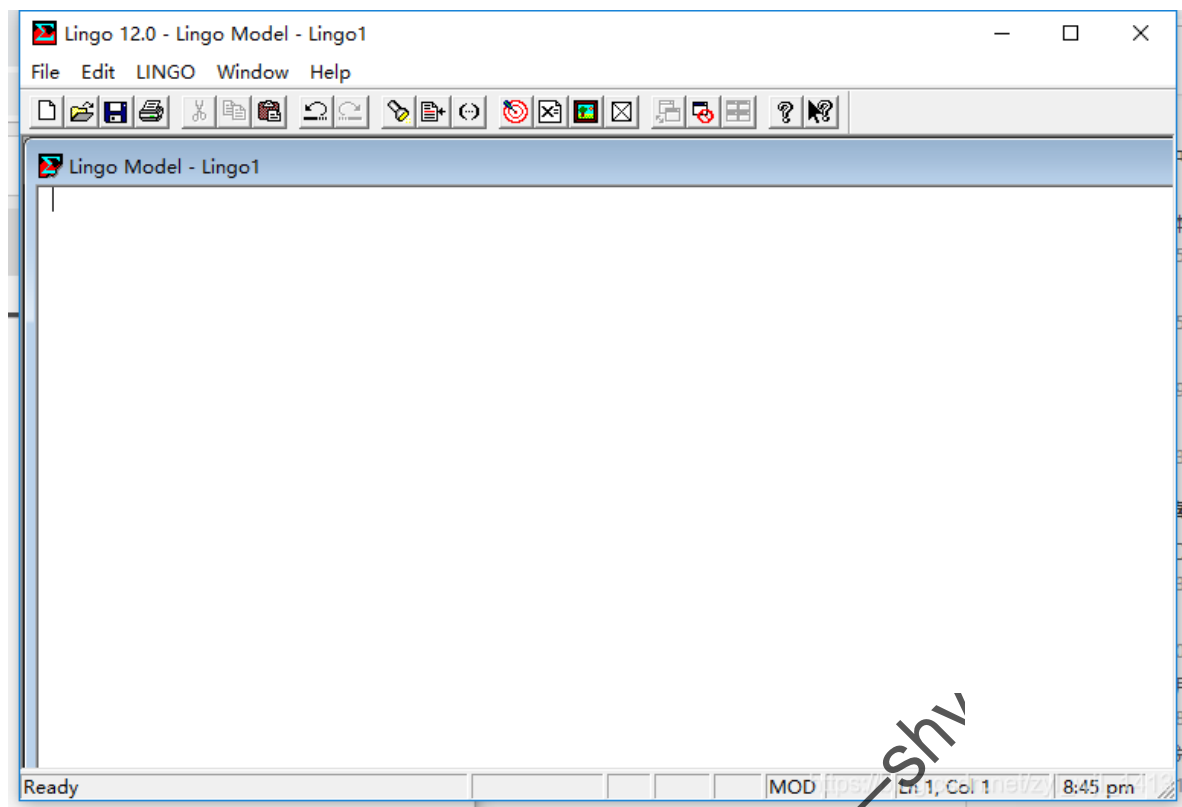 Lingo 12.0 - Lingo Model - Lingo1
File Edit LINGO Window Help
Lingo Model - Lingo1
_shw
Ready MOD Ln 1, Col 1 8:45 pm